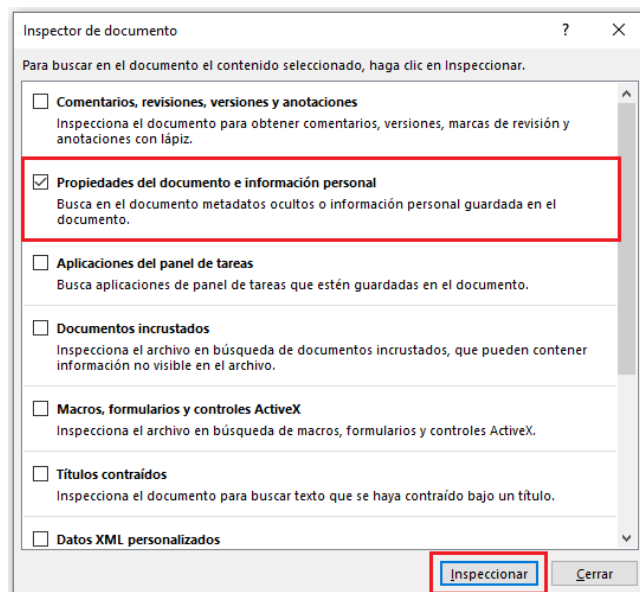 Inspector de documento
?
Para buscar en el documento el contenido seleccionado, haga clic en Inspeccionar.
Comentarios, revisiones, versiones y anotaciones
Inspecciona el documento para obtener comentarios, versiones, marcas de revisión y
anotaciones con lápiz.
Propiedades del documento e información personal
Busca en el documento metadatos ocultos o información personal guardada en el
documento.
Aplicaciones del panel de tareas
Busca aplicaciones de panel de tareas que estén guardadas en el documento.
Documentos incrustados
Inspecciona el archivo en búsqueda de documentos incrustados, que pueden contener
información no visible en el archivo.
Macros, formularios y controles ActiveX
Inspecciona el archivo en búsqueda de macros, formularios y controles ActiveX.
Títulos contraídos
Inspecciona el documento para buscar texto que se haya contraído bajo un título.
Datos XML personalizados
Inspeccionar Cerrar